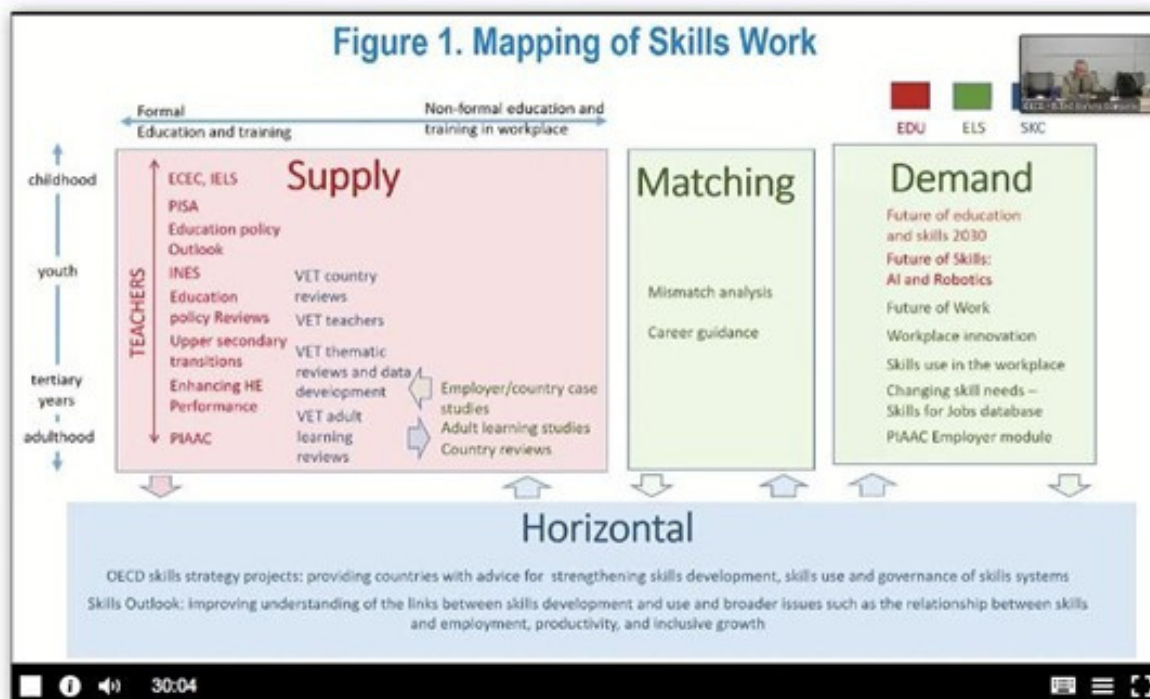 Figure 1. Mapping of Skills Work
Formal
Education and training
Non-formal education and
training in workplace
EDU
ELS
SKC
childhood
youth
tertiary
years
adulthood
Supply
TEACHERS
ECEC, IELS
PISA
Education policy
Outlook
INES
Education
policy Reviews
Upper secondary
transitions
Enhancing HE
Performance
PIAAC
VET country
reviews
VET teachers
VET thematic
reviews and data
development
VET adult
learning
reviews
Employer/country case
studies
Adult learning studies
Country reviews
Matching
Mismatch analysis
Career guidance
Demand
Future of education
and skills 2030
Future of Skills:
AI and Robotics
Future of Work
Workplace innovation
Skills use in the workplace
Changing skill needs –
Skills for Jobs database
PIAAC Employer module
Horizontal
OECD skills strategy projects: providing countries with advice for strengthening skills development, skills use and governance of skills systems
Skills Outlook: improving understanding of the links between skills development and use and broader issues such as the relationship between skills
and employment, productivity, and inclusive growth
30:04